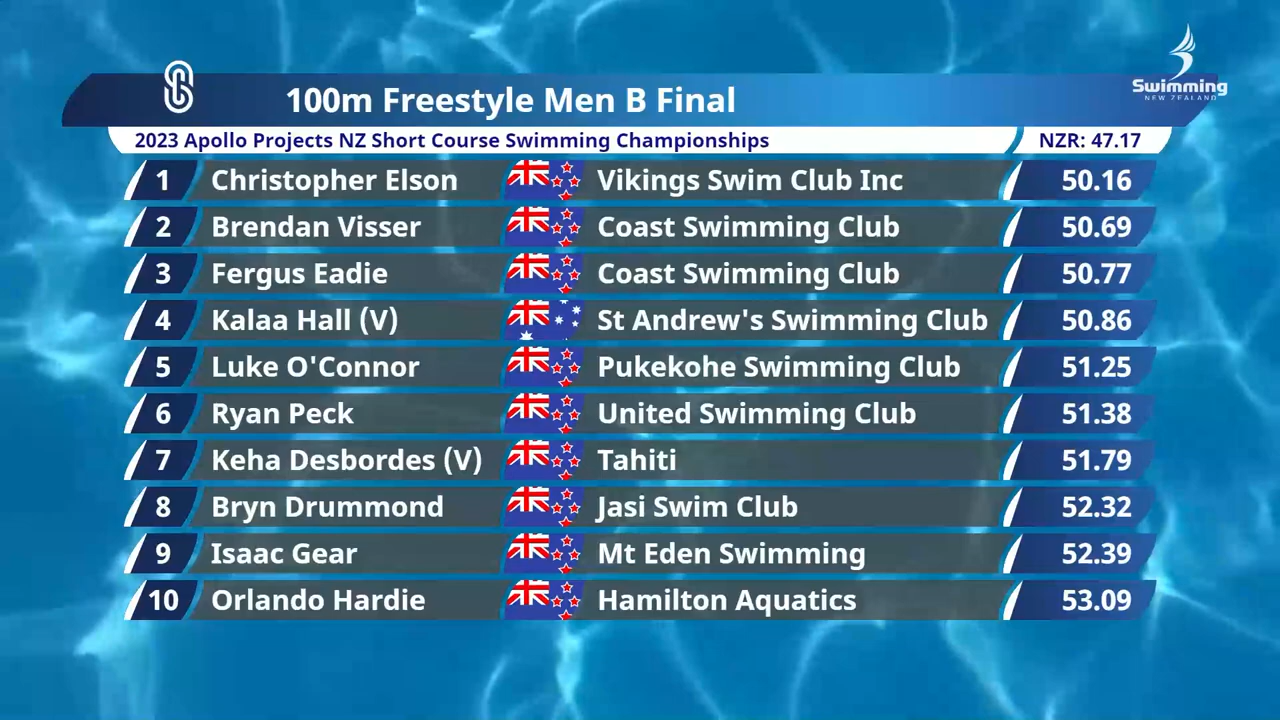 100m Freestyle Men B Final
Swimming
NEW ZEALAND
2023 Apollo Projects NZ Short Course Swimming Championships NZR: 47.17
1 Christopher Elson Vikings Swim Club Inc 50.16
2 Brendan Visser Coast Swimming Club 50.69
3 Fergus Eadie Coast Swimming Club 50.77
4 Kalaa Hall (V) St Andrew's Swimming Club 50.86
5 Luke O'Connor Pukekohe Swimming Club 51.25
6 Ryan Peck United Swimming Club 51.38
7 Keha Desbordes (V) Tahiti 51.79
8 Bryn Drummond Jasi Swim Club 52.32
9 Isaac Gear Mt Eden Swimming 52.39
10 Orlando Hardie Hamilton Aquatics 53.09